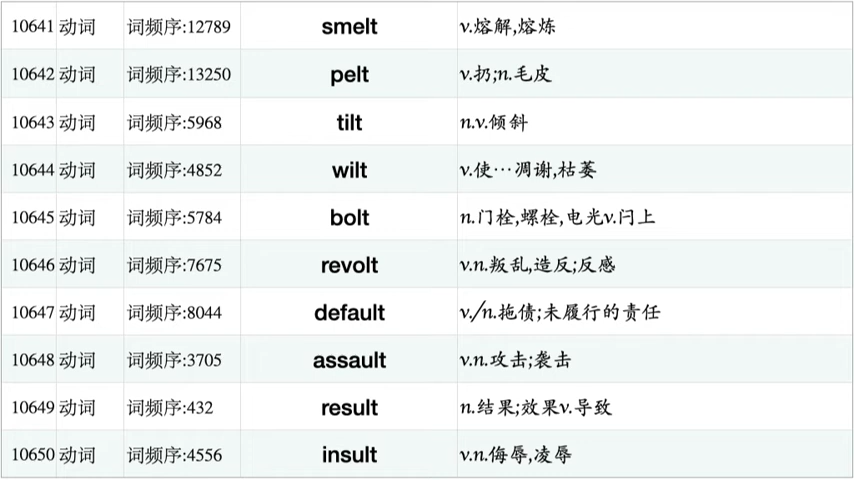 10641 动词 词频序:12789 smelt v.熔解,熔炼
10642 动词 词频序:13250 pelt v.扔;n.毛皮
10643 动词 词频序:5968 tilt n.v.倾斜
10644 动词 词频序:4852 wilt v.使…凋谢,枯萎
10645 动词 词频序:5784 bolt n.门栓,螺栓,电光v.闩上
10646 动词 词频序:7675 revolt v.n.叛乱,造反;反感
10647 动词 词频序:8044 default v./n.拖债;未履行的责任
10648 动词 词频序:3705 assault v.n.攻击;袭击
10649 动词 词频序:432 result n.结果;效果v.导致
10650 动词 词频序:4556 insult v.n.侮辱,凌辱